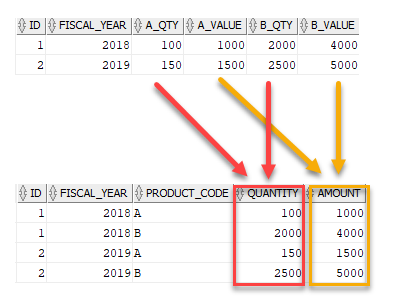 ID FISCAL_YEAR A_QTY A_VALUE B_QTY B_VALUE
1 2018 100 1000 2000 4000
2 2019 150 1500 2500 5000
ID FISCAL_YEAR PRODUCT_CODE QUANTITY AMOUNT
1 2018 A 100 1000
1 2018 B 2000 4000
2 2019 A 150 1500
2 2019 B 2500 5000